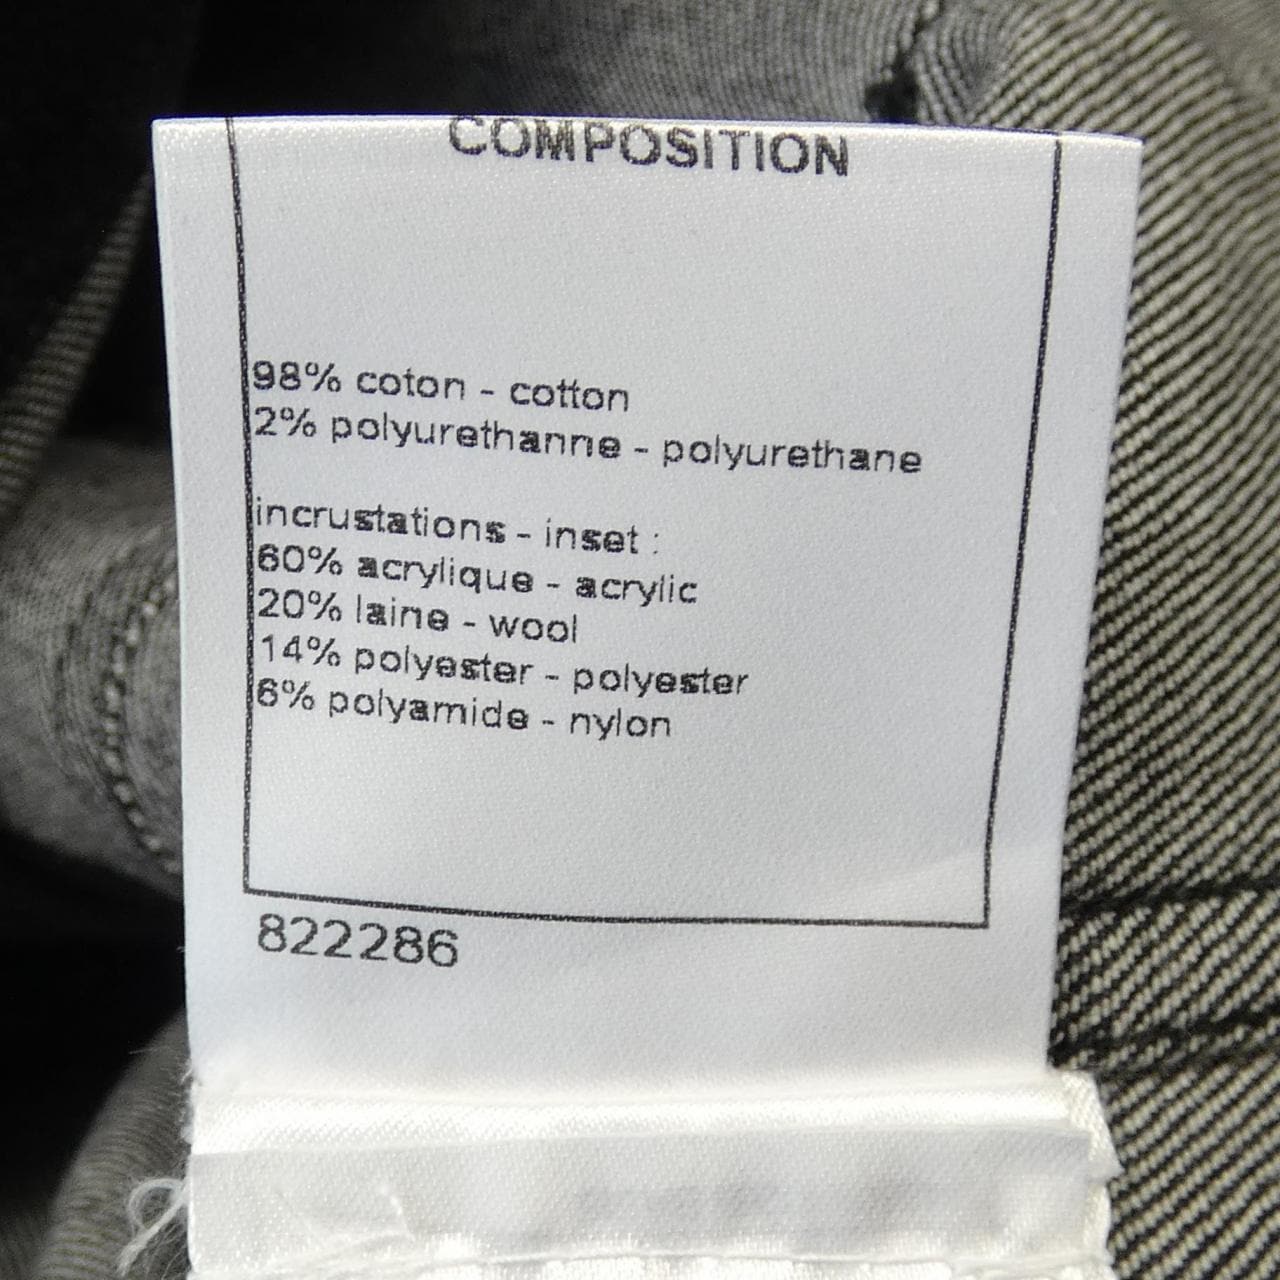 COMPOSITION
98% coton - cotton
2% polyurethanne - polyurethane
incrustations - inset :
60% acrylique - acrylic
20% laine - wool
14% polyester - polyester
6% polyamide - nylon
822286